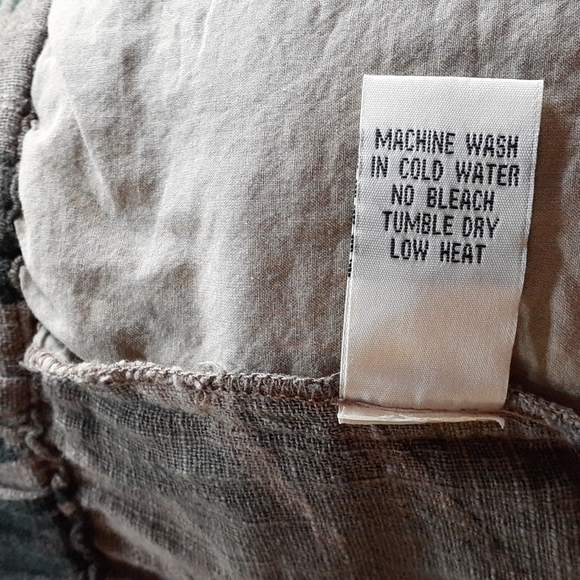 MACHINE WASH
IN COLD WATER
NO BLEACH
TUMBLE DRY
LOW HEAT